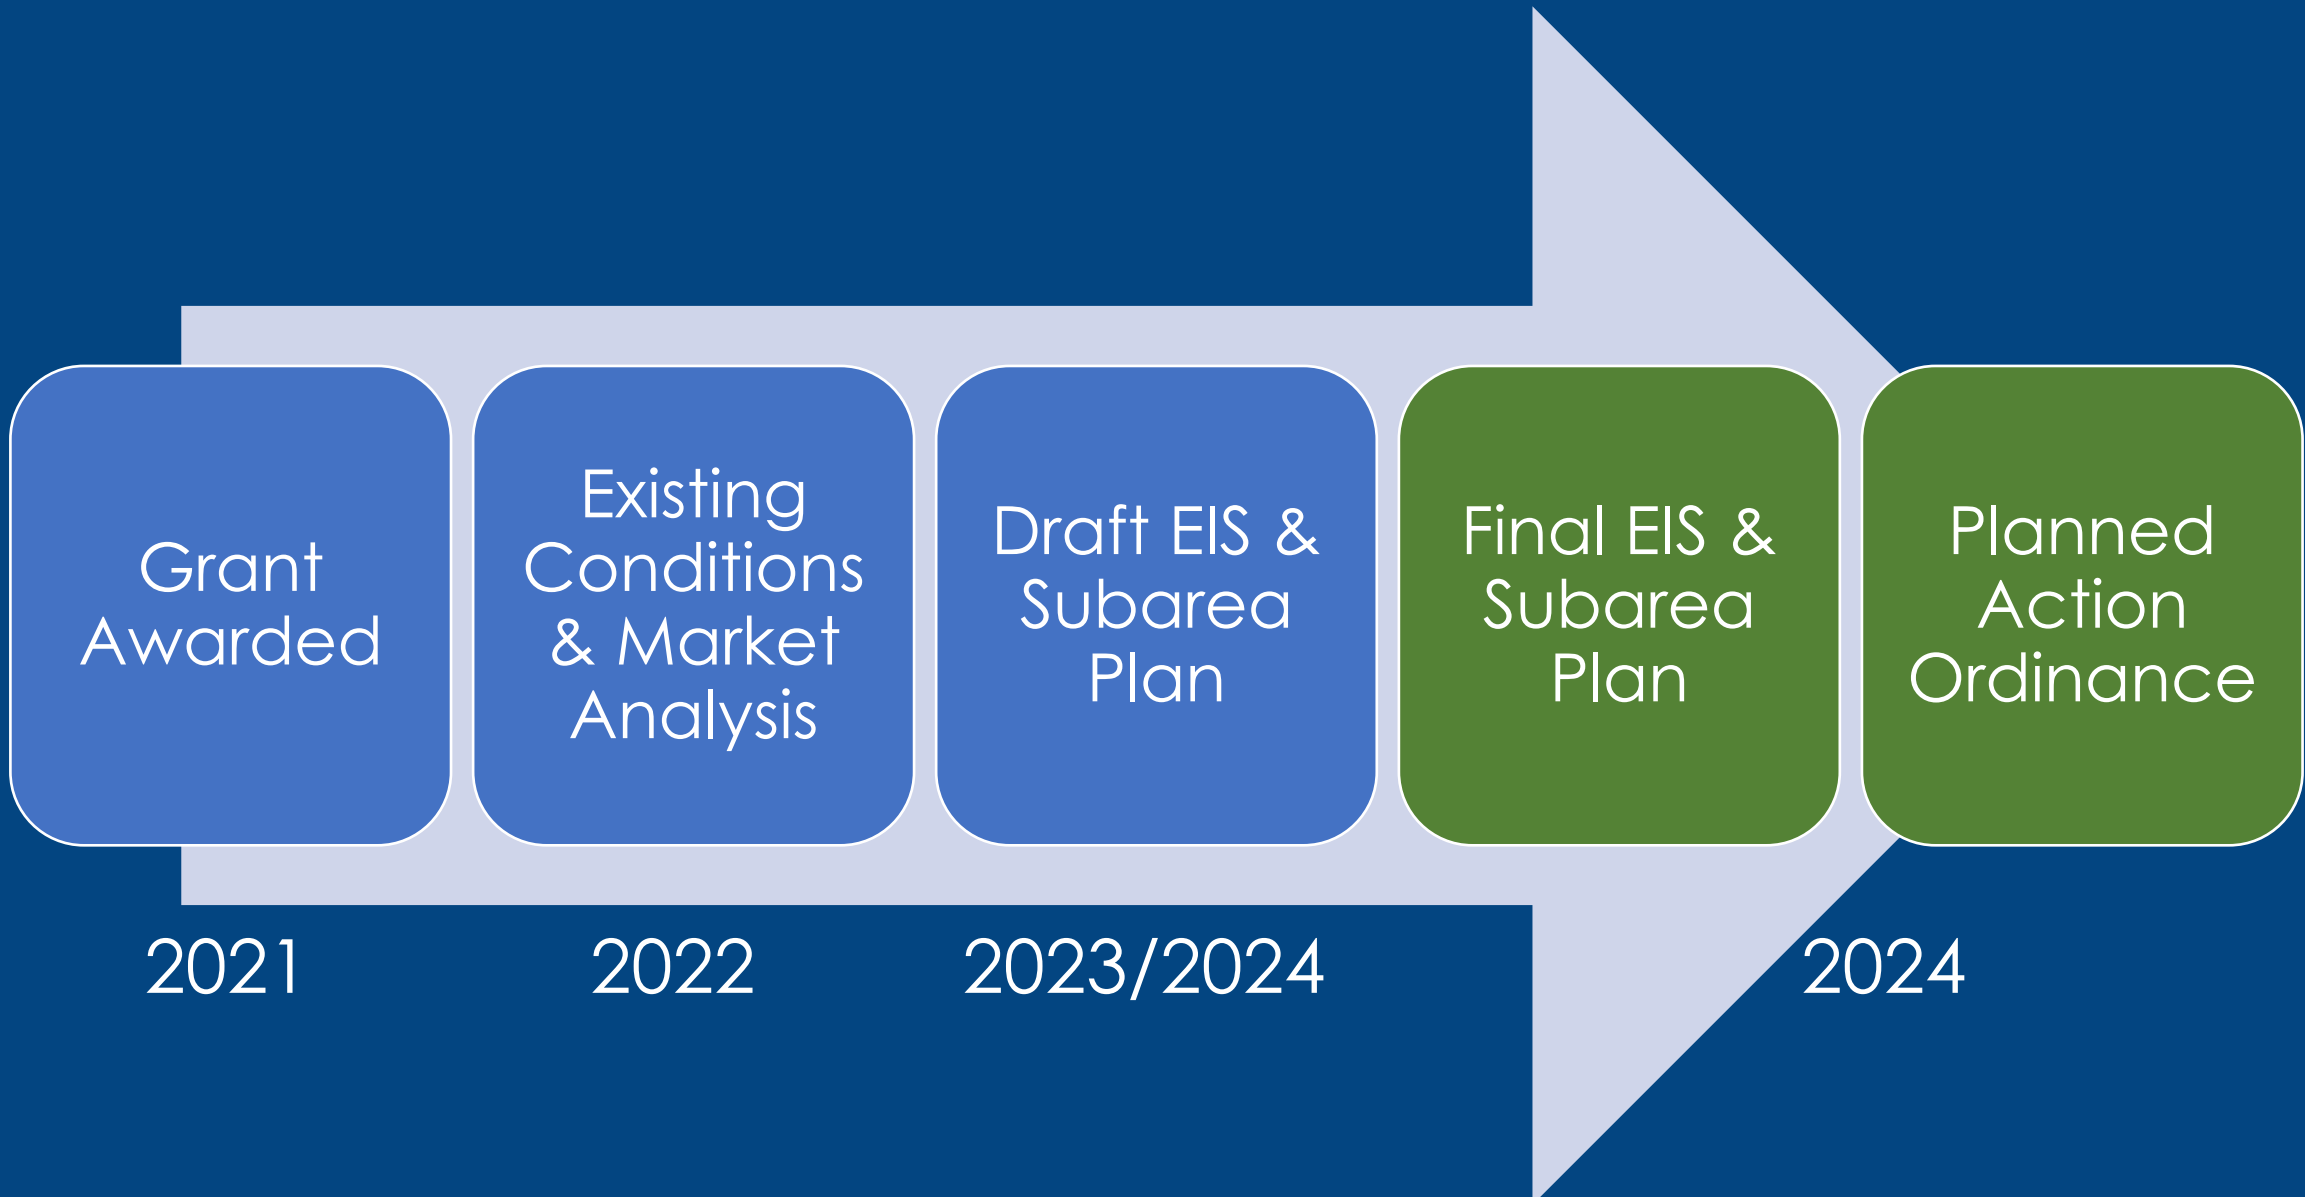 Grant
Awarded
Existing
Conditions
& Market
Analysis
Draft EIS &
Subarea
Plan
Final EIS &
Subarea
Plan
Planned
Action
Ordinance
2021
2022
2023/2024
2024